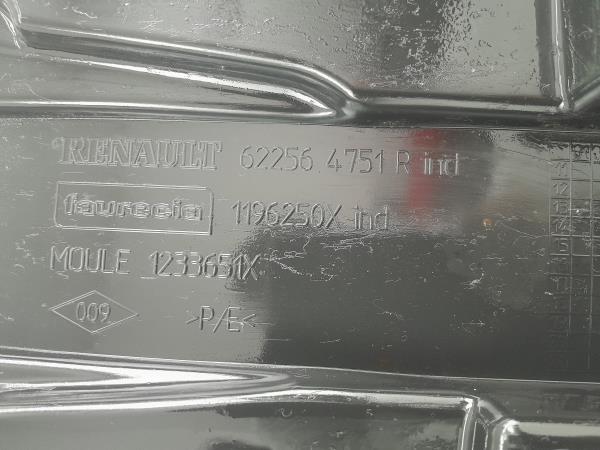 RENAULT 62256 4751 R ind
faurecia 1196250X ind
MOULE 1233651X
009 >P/E<